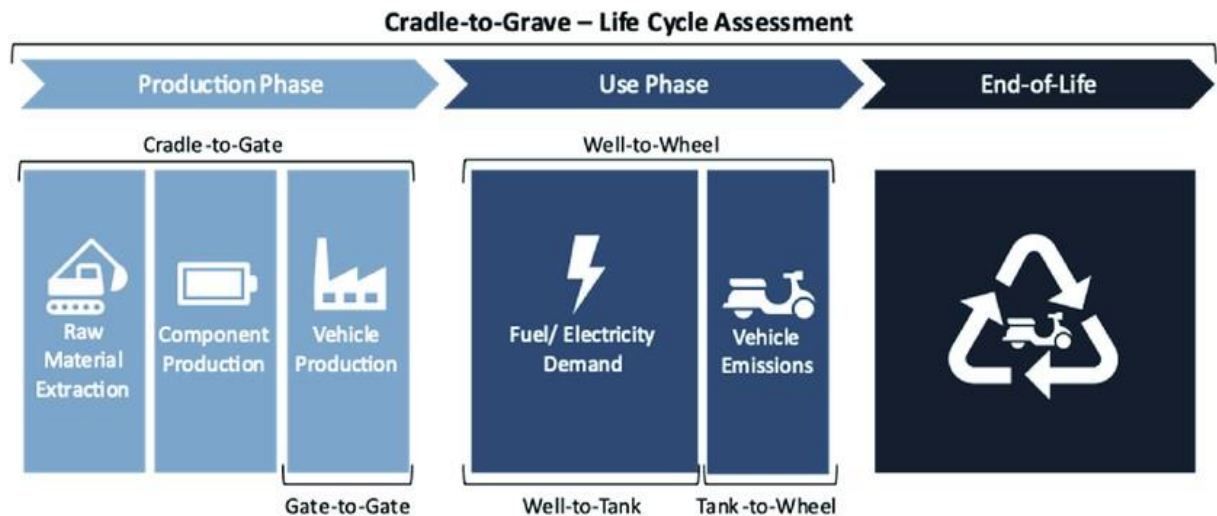 Cradle-to-Grave – Life Cycle Assessment
Production Phase
Use Phase
End-of-Life
Cradle-to-Gate
Well-to-Wheel
Raw
Material
Extraction
Component
Production
Vehicle
Production
Fuel/ Electricity
Demand
Vehicle
Emissions
Gate-to-Gate
Well-to-Tank
Tank-to-Wheel